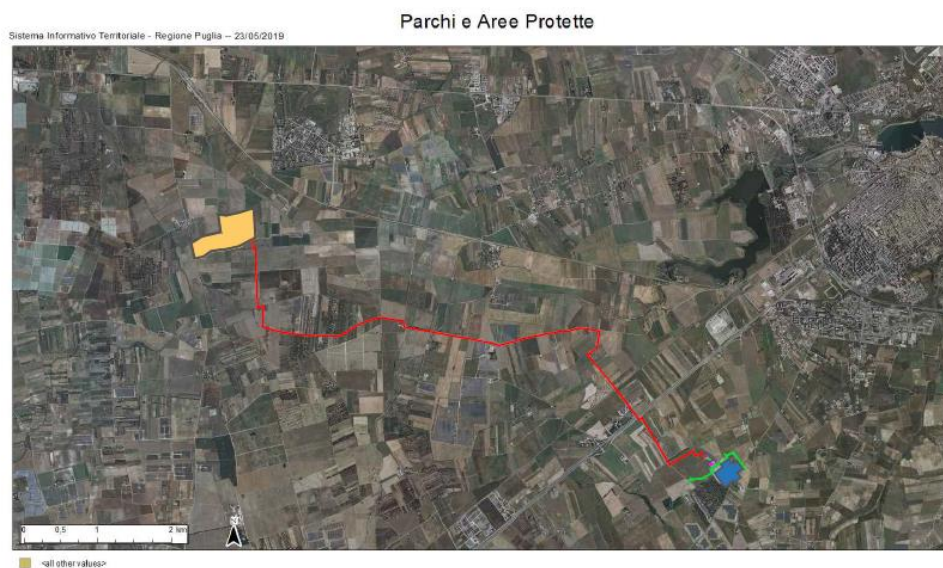 Parchi e Aree Protette
Sistema Informativo Territoriale - Regione Puglia -- 23/05/2019
0 0,5 1 2 km
<all other values>